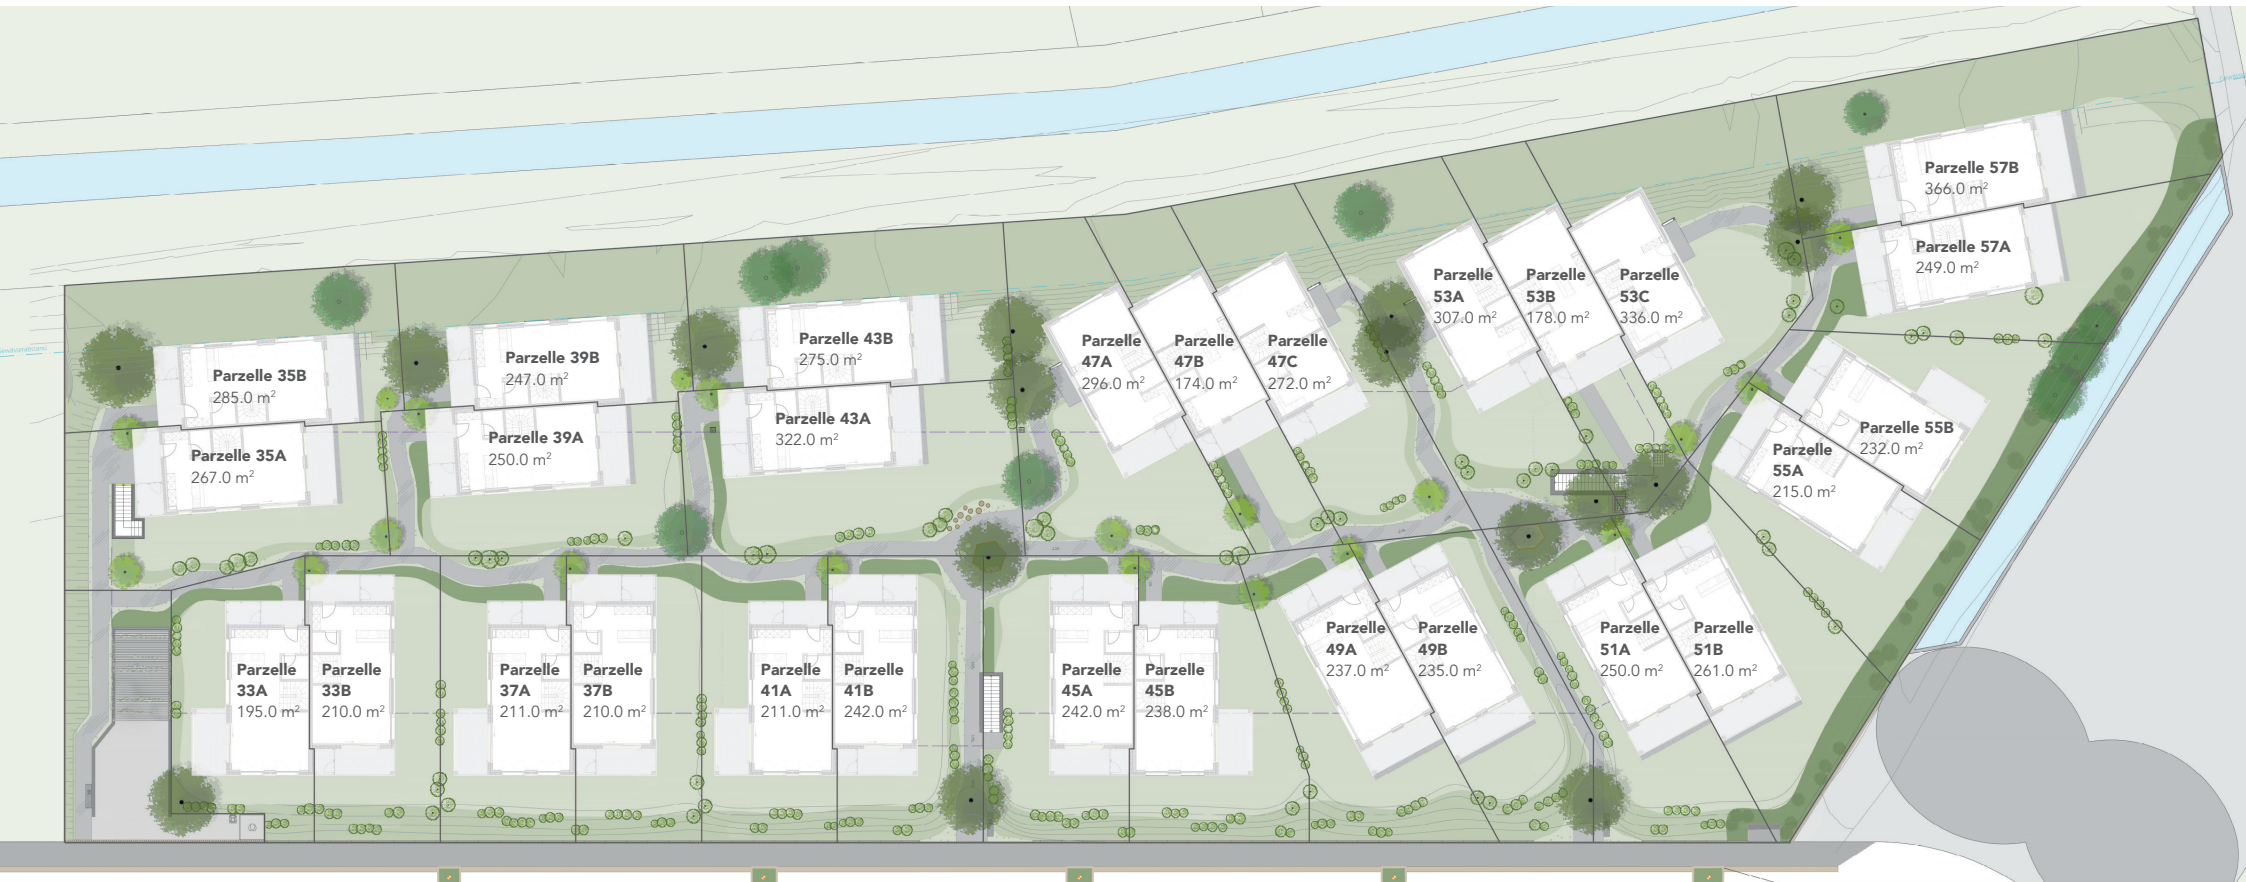 Parzelle 57B
366.0 m²
Parzelle 57A
249.0 m²
Parzelle
53A
307.0 m²
Parzelle
53B
178.0 m²
Parzelle
53C
336.0 m²
Parzelle 35B
285.0 m²
Parzelle 39B
247.0 m²
Parzelle 43B
275.0 m²
Parzelle
47A
296.0 m²
Parzelle
47B
174.0 m²
Parzelle
47C
272.0 m²
Parzelle 35A
267.0 m²
Parzelle 39A
250.0 m²
Parzelle 43A
322.0 m²
Parzelle
55A
215.0 m²
Parzelle 55B
232.0 m²
Parzelle
33A
195.0 m²
Parzelle
33B
210.0 m²
Parzelle
37A
211.0 m²
Parzelle
37B
210.0 m²
Parzelle
41A
211.0 m²
Parzelle
41B
242.0 m²
Parzelle
45A
242.0 m²
Parzelle
45B
238.0 m²
Parzelle
49A
237.0 m²
Parzelle
49B
235.0 m²
Parzelle
51A
250.0 m²
Parzelle
51B
261.0 m²